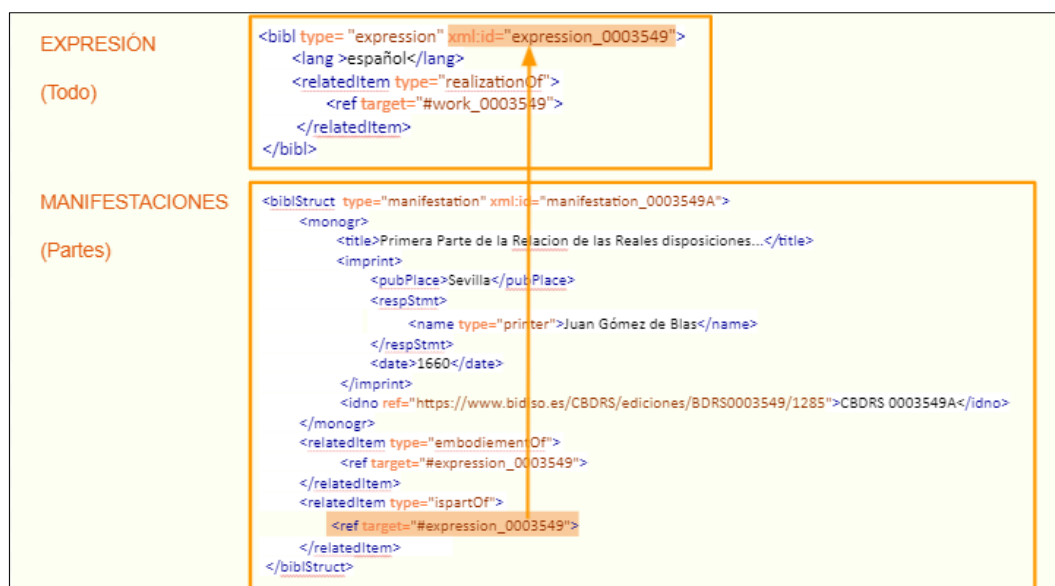 EXPRESIÓN
(Todo)
<bibl type= "expression" xml:id="expression_0003549">
<lang >español</lang>
<relatedItem type="realizationOf">
<ref target="#work_0003549">
</relatedItem>
</bibl>
MANIFESTACIONES
(Partes)
<biblStruct type="manifestation" xml:id="manifestation_0003549A">
<monogr>
<title>Primera Parte de la Relacion de las Reales disposiciones...</title>
<imprint>
<pubPlace>Sevilla</pubPlace>
<respStmt>
<name type="printer">Juan Gómez de Blas</name>
</respStmt>
<date>1660</date>
</imprint>
<idno ref="https://www.bidiso.es/CBDRS/ediciones/BDRS0003549/1285">CBDRS 0003549A</idno>
</monogr>
<relatedItem type="embodiementOf">
<ref target="#expression_0003549">
</relatedItem>
<relatedItem type="ispartOf">
<ref target="#expression_0003549">
</relatedItem>
</biblStruct>